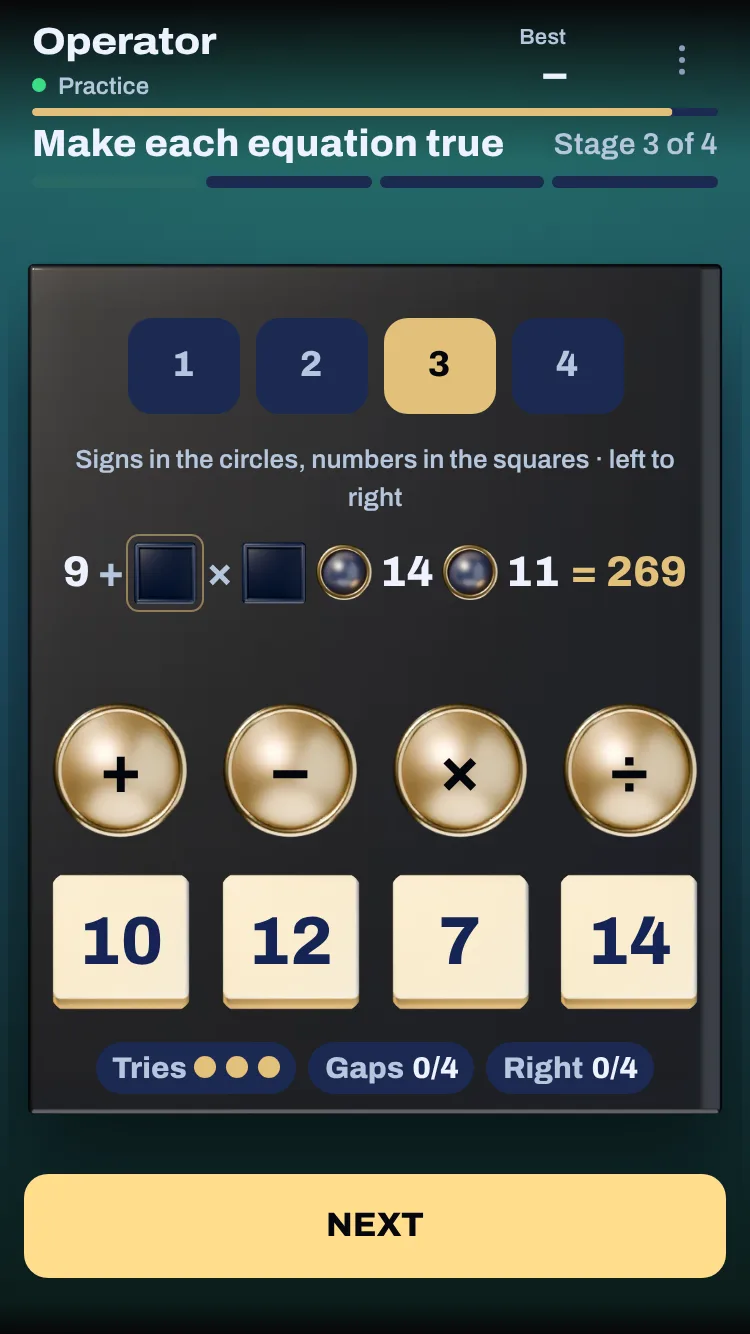 Operator
Best
Practice
–
Make each equation true
Stage 3 of 4
1 2 3 4
Signs in the circles, numbers in the squares · left to
right
9 + × 14 11 = 269
+ − × ÷
10 12 7 14
Tries Gaps 0/4 Right 0/4
NEXT